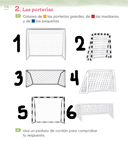 2. Las porterías
Colorea de las porterías grandes, de las medianas
y de las pequeñas.
1
2
3
4
5
6
Usa un pedazo de cordón para comprobar
tu respuesta.